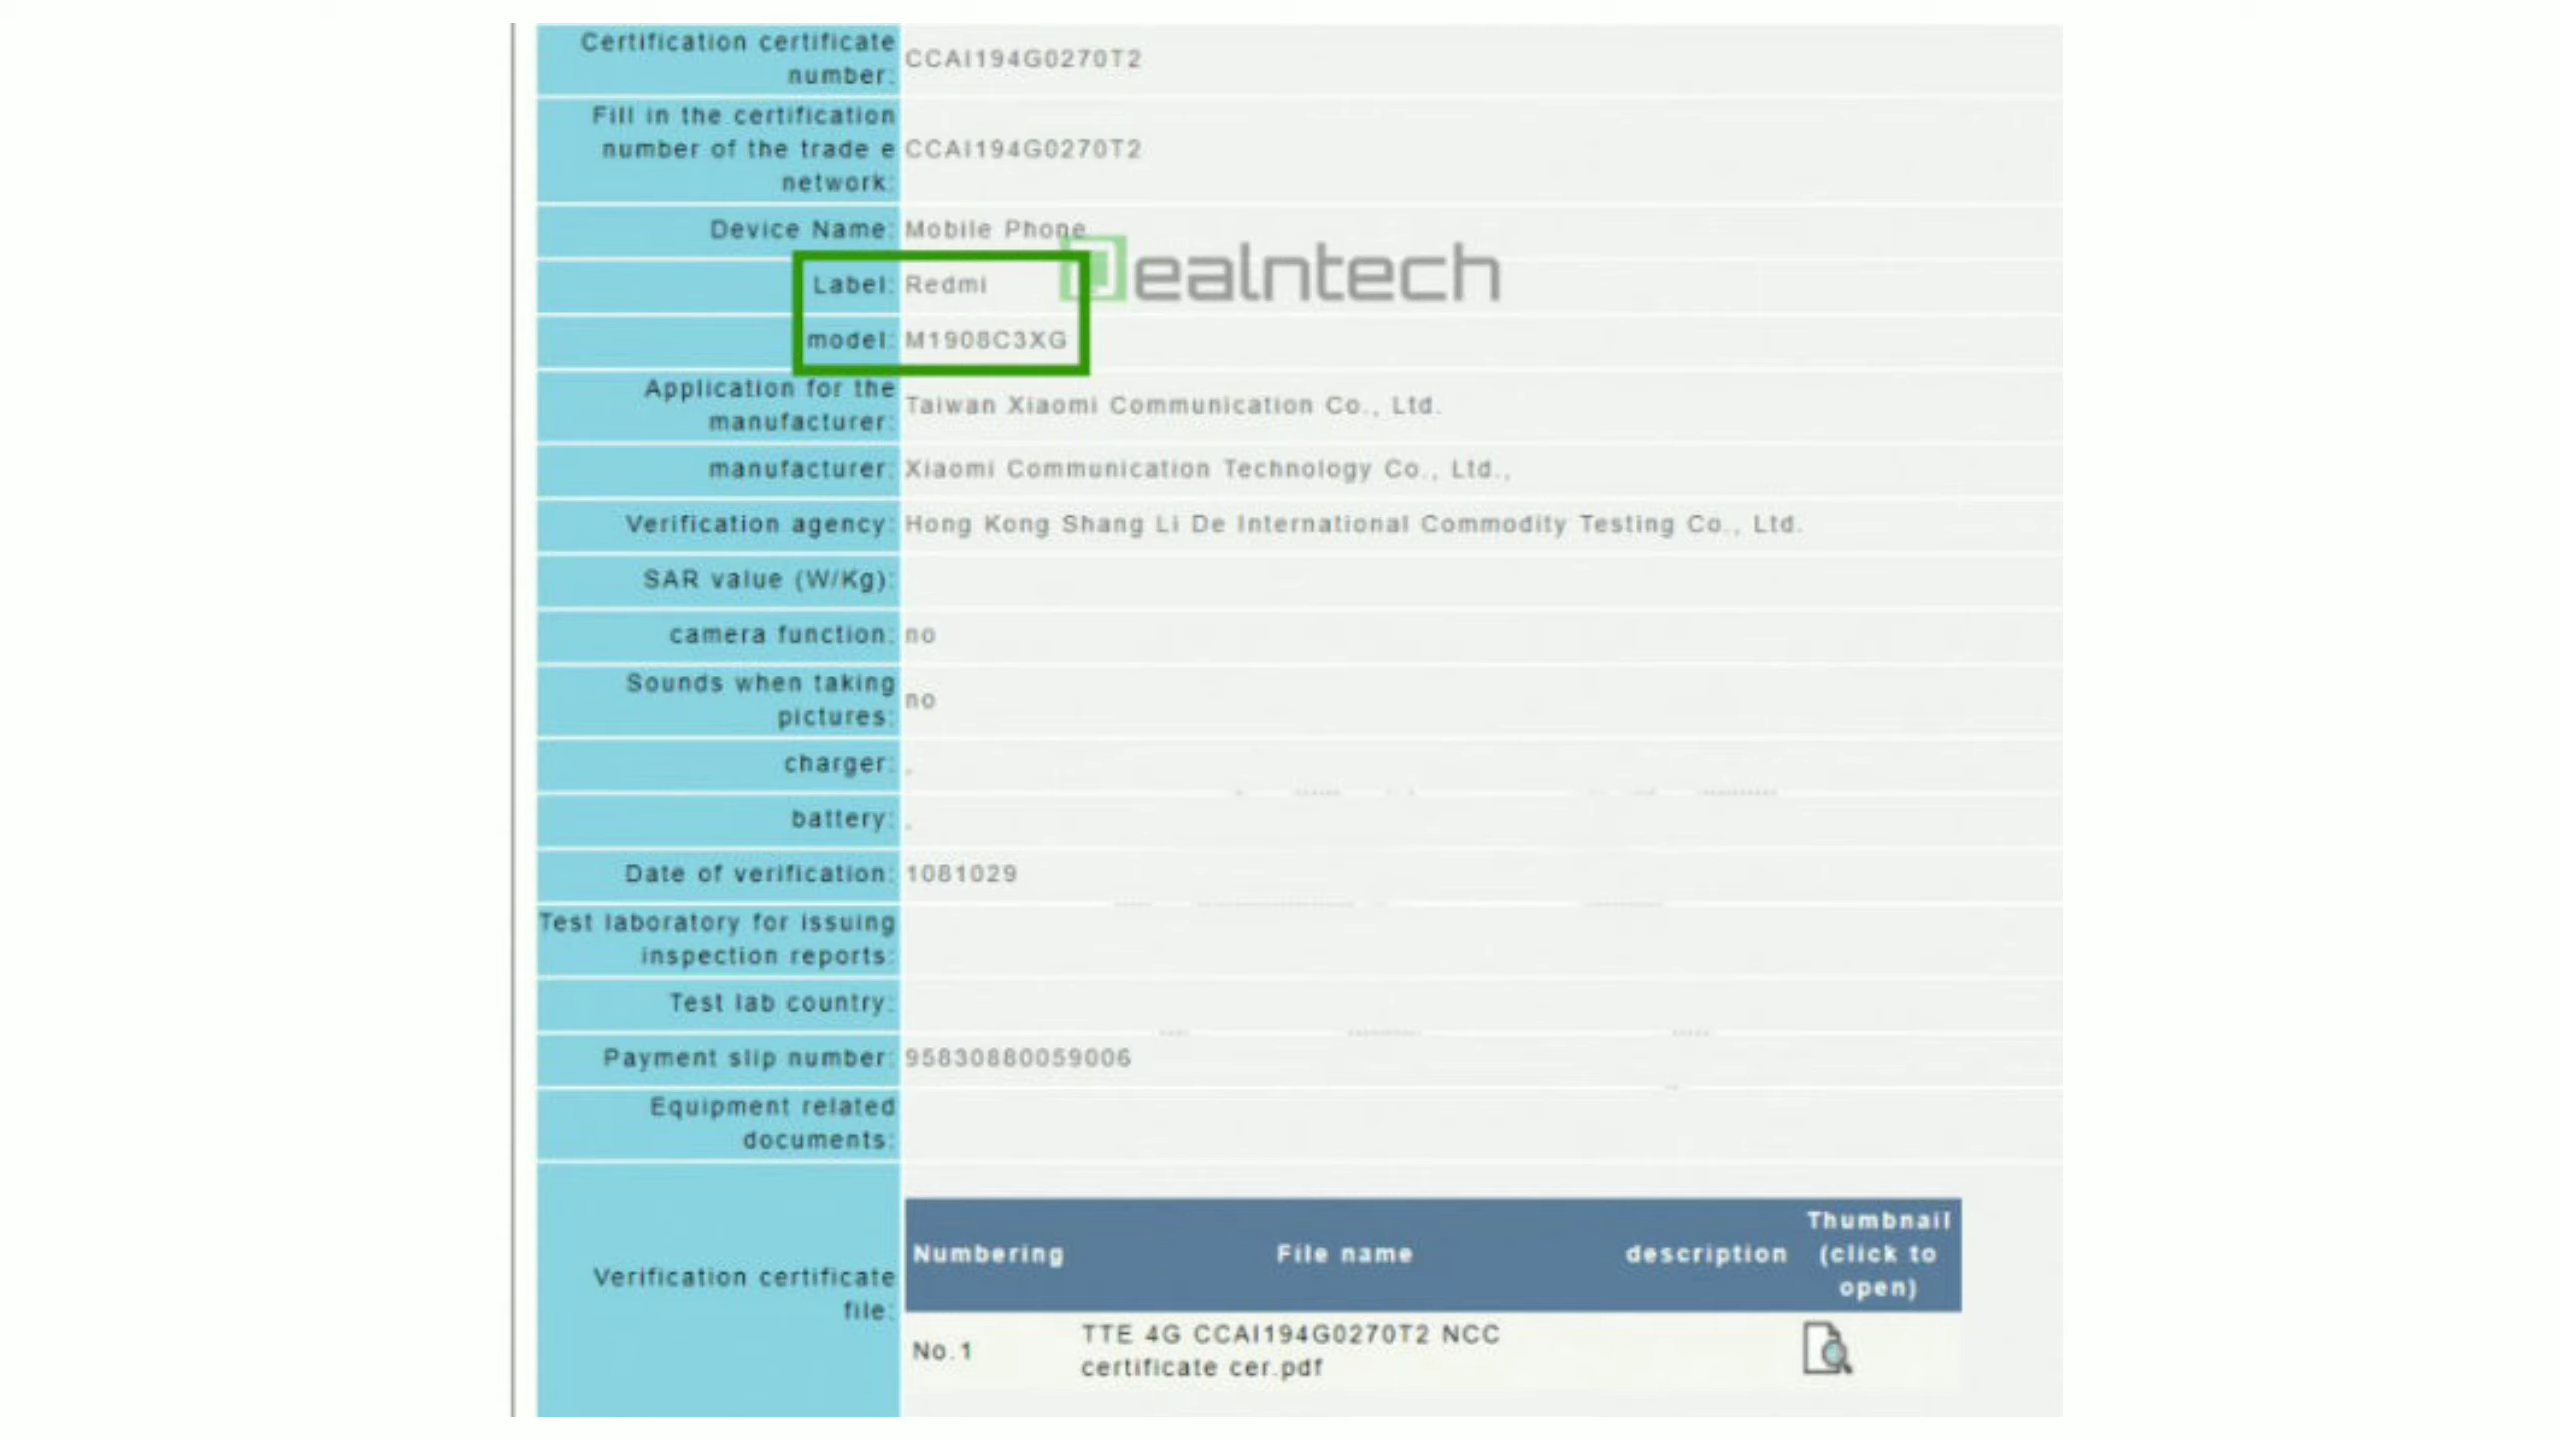 Certification certificate
number:
CCAI194G0270T2
Fill in the certification
number of the trade e
network:
CCAI194G0270T2
Device Name: Mobile Phone
ealntech
Label: Redmi
model: M1908C3XG
Application for the
manufacturer:
Taiwan Xiaomi Communication Co., Ltd.
manufacturer: Xiaomi Communication Technology Co., Ltd.,
Verification agency: Hong Kong Shang Li De International Commodity Testing Co., Ltd.
SAR value (W/Kg):
camera function: no
Sounds when taking
pictures:
no
charger: .
battery: .
Date of verification: 1081029
Test laboratory for issuing
inspection reports:
Test lab country:
Payment slip number: 95830880059006
Equipment related
documents:
Verification certificate
file:
Numbering File name description Thumbnail
(click to
open)
No.1
TTE 4G CCAI194G0270T2 NCC
certificate cer.pdf